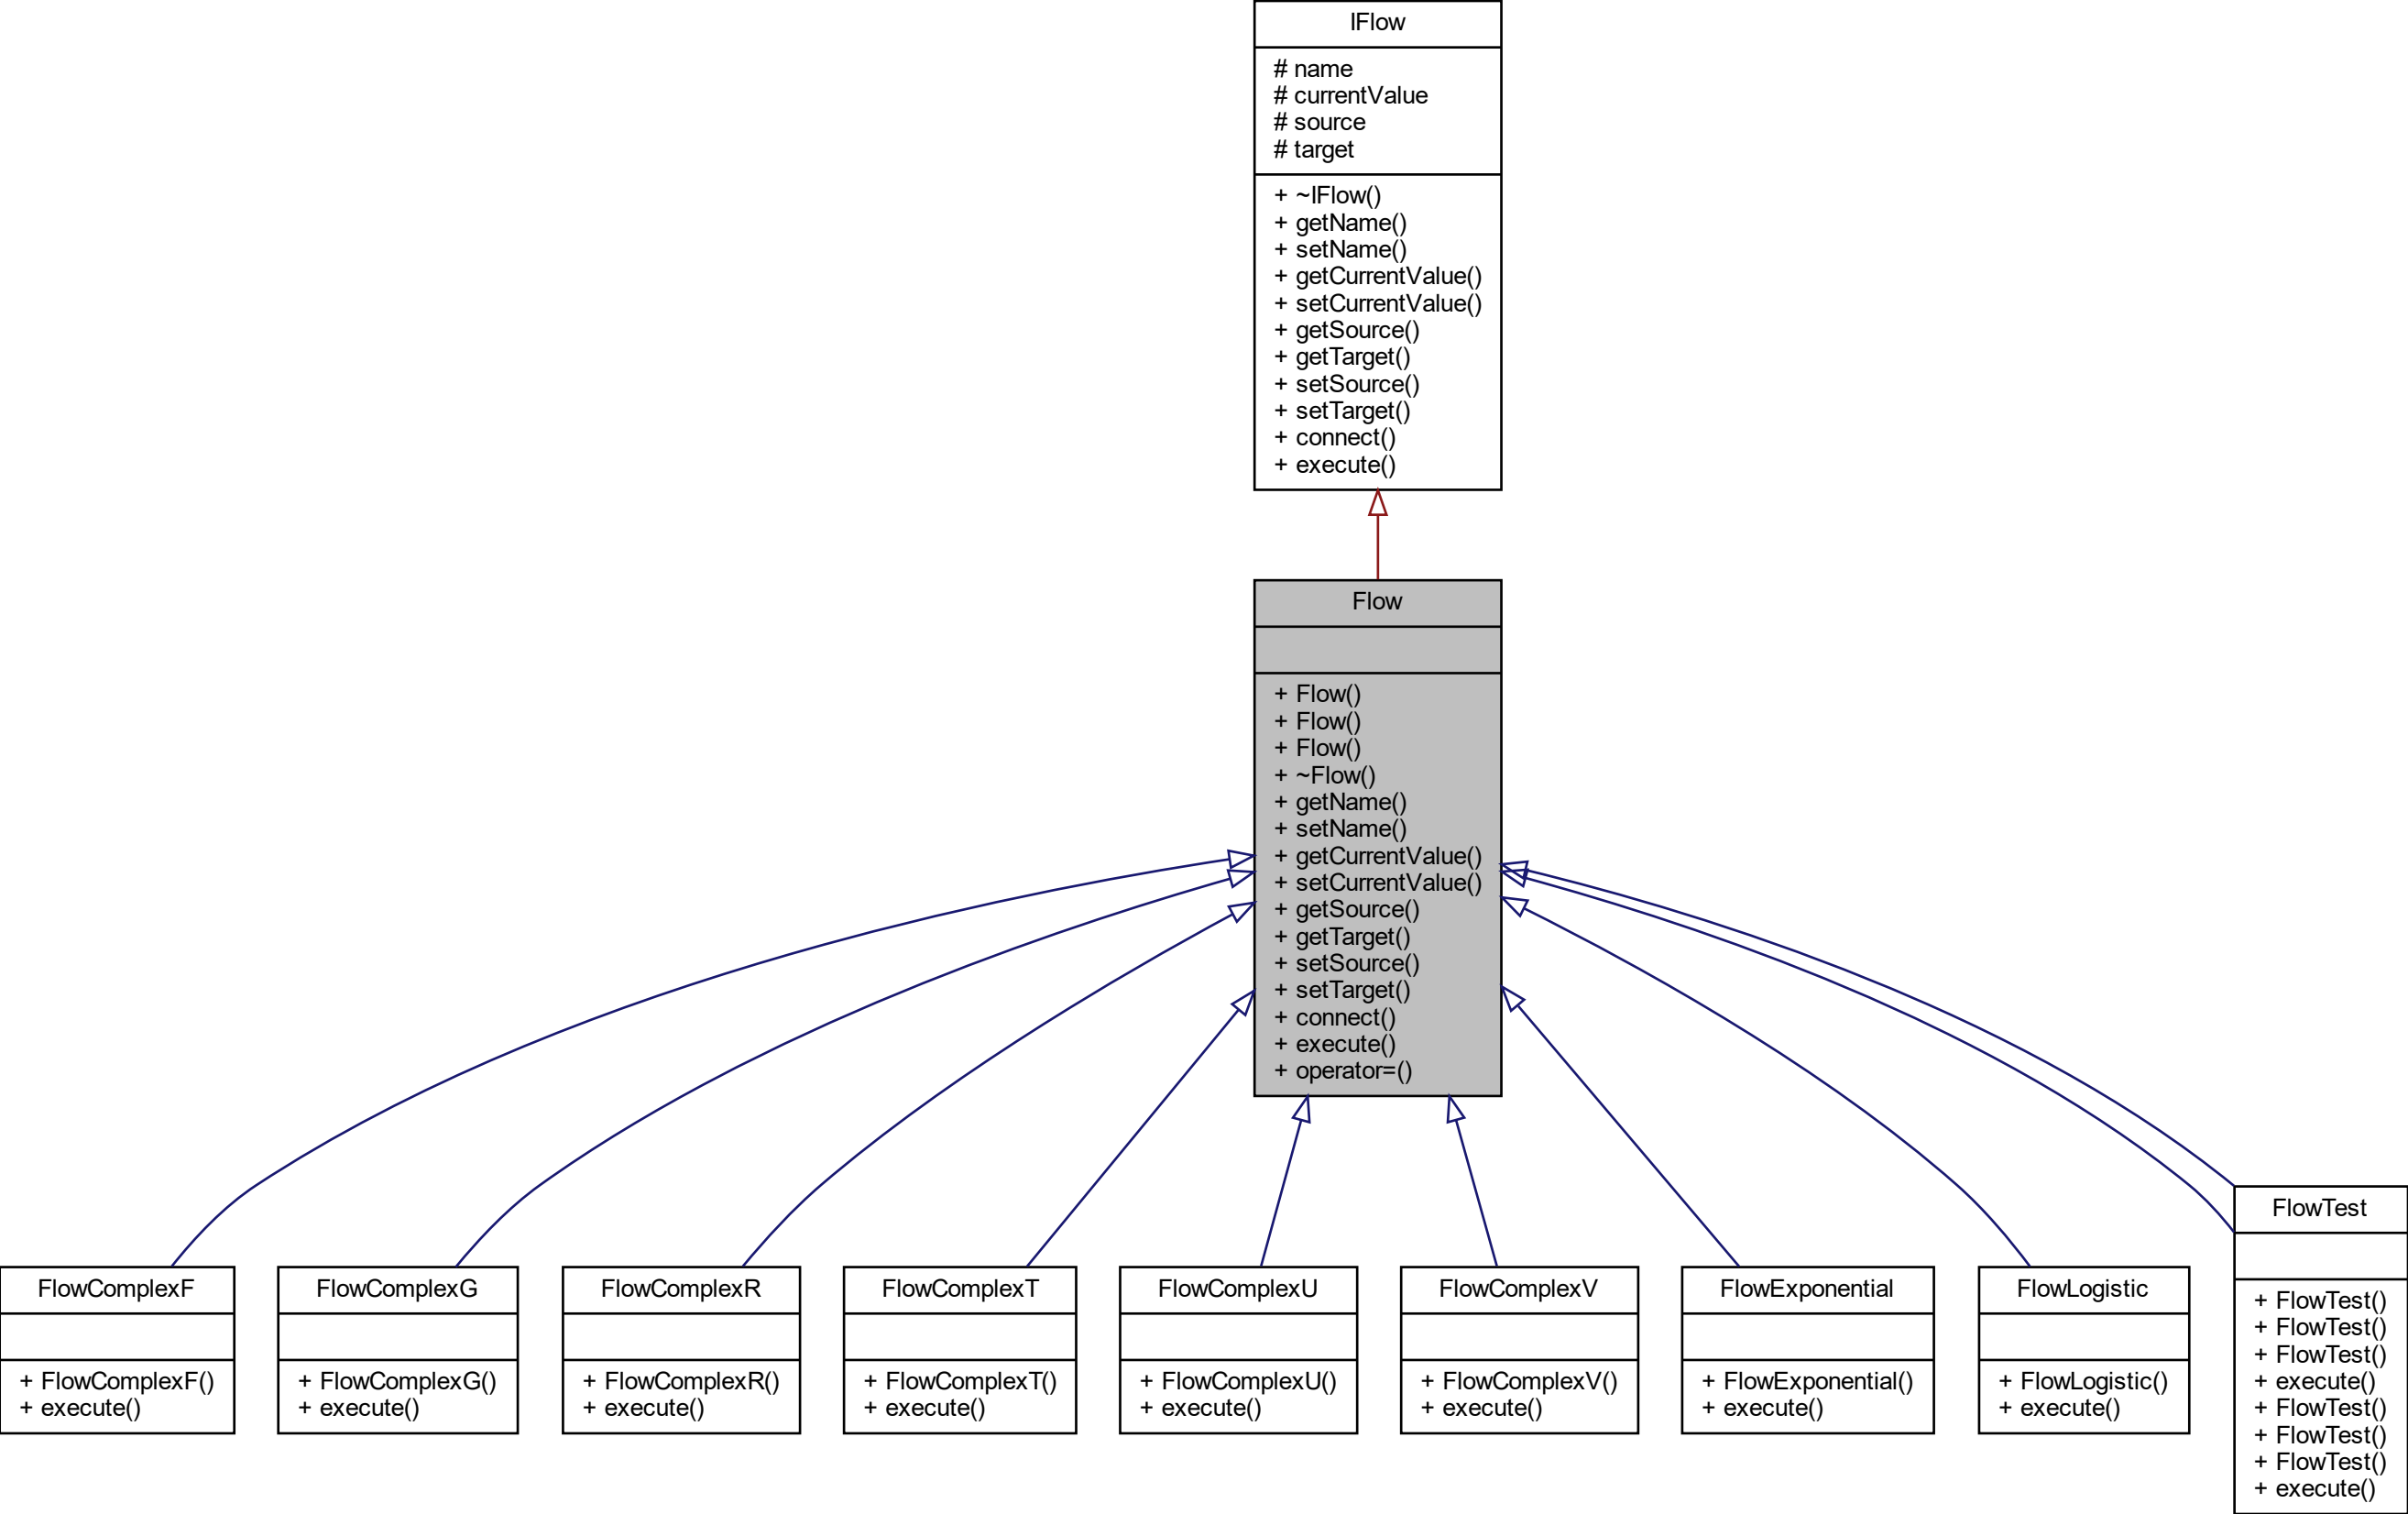 IFlow
# name
# currentValue
# source
# target
+ ~IFlow()
+ getName()
+ setName()
+ getCurrentValue()
+ setCurrentValue()
+ getSource()
+ getTarget()
+ setSource()
+ setTarget()
+ connect()
+ execute()
Flow
+ Flow()
+ Flow()
+ Flow()
+ ~Flow()
+ getName()
+ setName()
+ getCurrentValue()
+ setCurrentValue()
+ getSource()
+ getTarget()
+ setSource()
+ setTarget()
+ connect()
+ execute()
+ operator=()
FlowComplexF
+ FlowComplexF()
+ execute()
FlowComplexG
+ FlowComplexG()
+ execute()
FlowComplexR
+ FlowComplexR()
+ execute()
FlowComplexT
+ FlowComplexT()
+ execute()
FlowComplexU
+ FlowComplexU()
+ execute()
FlowComplexV
+ FlowComplexV()
+ execute()
FlowExponential
+ FlowExponential()
+ execute()
FlowLogistic
+ FlowLogistic()
+ execute()
FlowTest
+ FlowTest()
+ FlowTest()
+ FlowTest()
+ execute()
+ FlowTest()
+ FlowTest()
+ FlowTest()
+ execute()